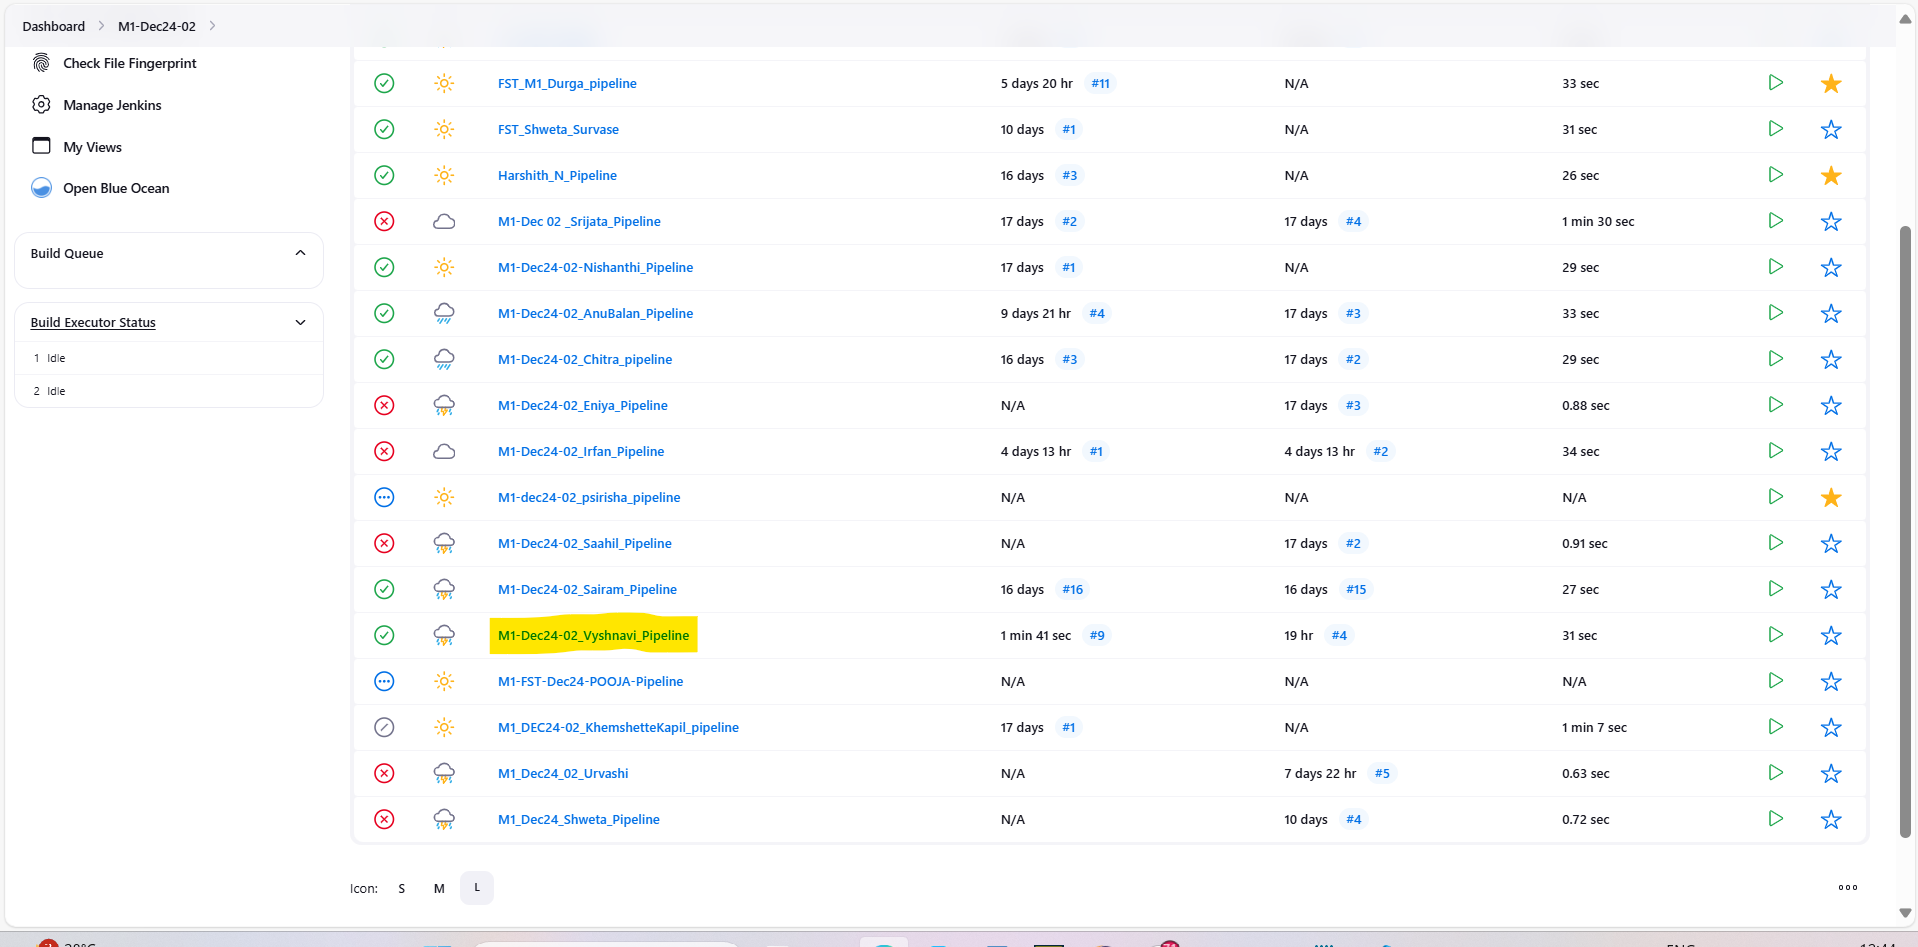 Dashboard M1-Dec24-02
Check File Fingerprint
Manage Jenkins
My Views
Open Blue Ocean
Build Queue
Build Executor Status
1 Idle
2 Idle
FST_M1_Durga_pipeline 5 days 20 hr #11 N/A 33 sec
FST_Shweta_Survase 10 days #1 N/A 31 sec
Harshith_N_Pipeline 16 days #3 N/A 26 sec
M1-Dec 02 _Srijata_Pipeline 17 days #2 17 days #4 1 min 30 sec
M1-Dec24-02-Nishanthi_Pipeline 17 days #1 N/A 29 sec
M1-Dec24-02_AnuBalan_Pipeline 9 days 21 hr #4 17 days #3 33 sec
M1-Dec24-02_Chitra_pipeline 16 days #3 17 days #2 29 sec
M1-Dec24-02_Eniya_Pipeline N/A 17 days #3 0.88 sec
M1-Dec24-02_Irfan_Pipeline 4 days 13 hr #1 4 days 13 hr #2 34 sec
M1-dec24-02_psirisha_pipeline N/A N/A N/A
M1-Dec24-02_Saahil_Pipeline N/A 17 days #2 0.91 sec
M1-Dec24-02_Sairam_Pipeline 16 days #16 16 days #15 27 sec
M1-Dec24-02_Vyshnavi_Pipeline 1 min 41 sec #9 19 hr #4 31 sec
M1-FST-Dec24-POOJA-Pipeline N/A N/A N/A
M1_DEC24-02_KhemshetteKapil_pipeline 17 days #1 N/A 1 min 7 sec
M1_Dec24_02_Urvashi N/A 7 days 22 hr #5 0.63 sec
M1_Dec24_Shweta_Pipeline N/A 10 days #4 0.72 sec
Icon: S M L